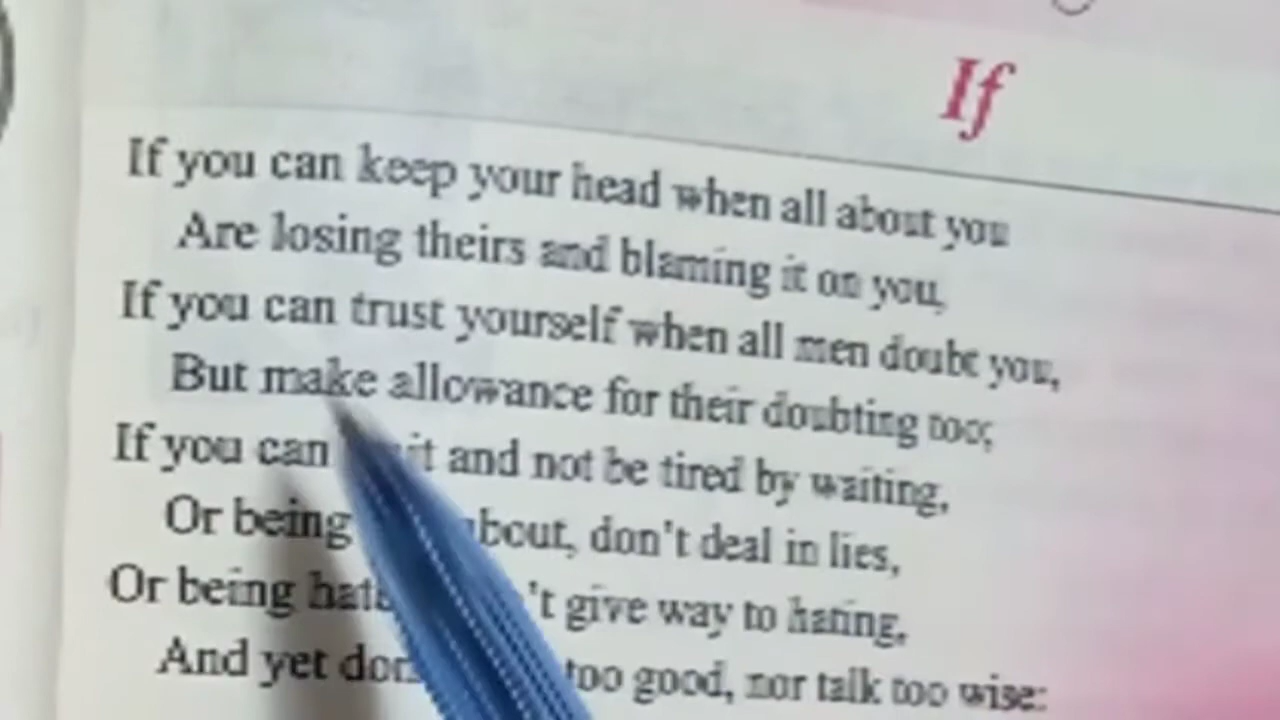 If
If you can keep your head when all about you
Are losing theirs and blaming it on you,
If you can trust yourself when all men doubt you,
But make allowance for their doubting too;
If you can it and not be tired by waiting,
Or being bout, don't deal in lies,
Or being hate 't give way to hating,
And yet don too good, nor talk too wise: